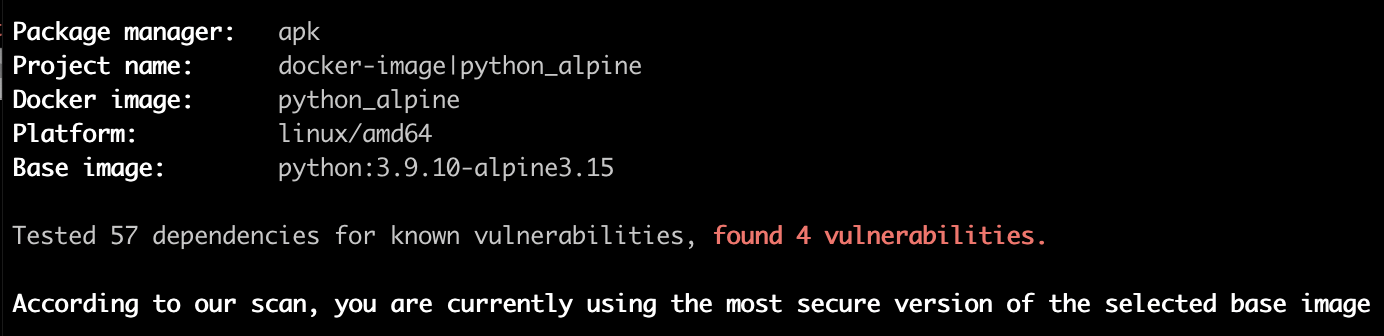 Package manager: apk
Project name: docker-image|python_alpine
Docker image: python_alpine
Platform: linux/amd64
Base image: python:3.9.10-alpine3.15
Tested 57 dependencies for known vulnerabilities, found 4 vulnerabilities.
According to our scan, you are currently using the most secure version of the selected base image